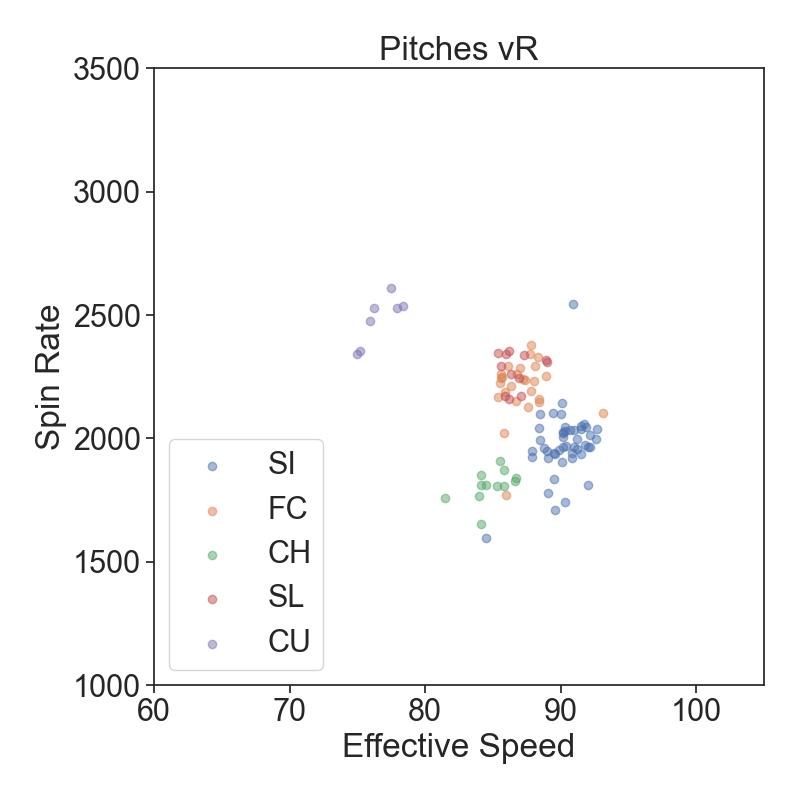 Pitches vR
3500
3000
2500
2000
1500
1000
Spin Rate
SI
FC
CH
SL
CU
60 70 80 90 100
Effective Speed